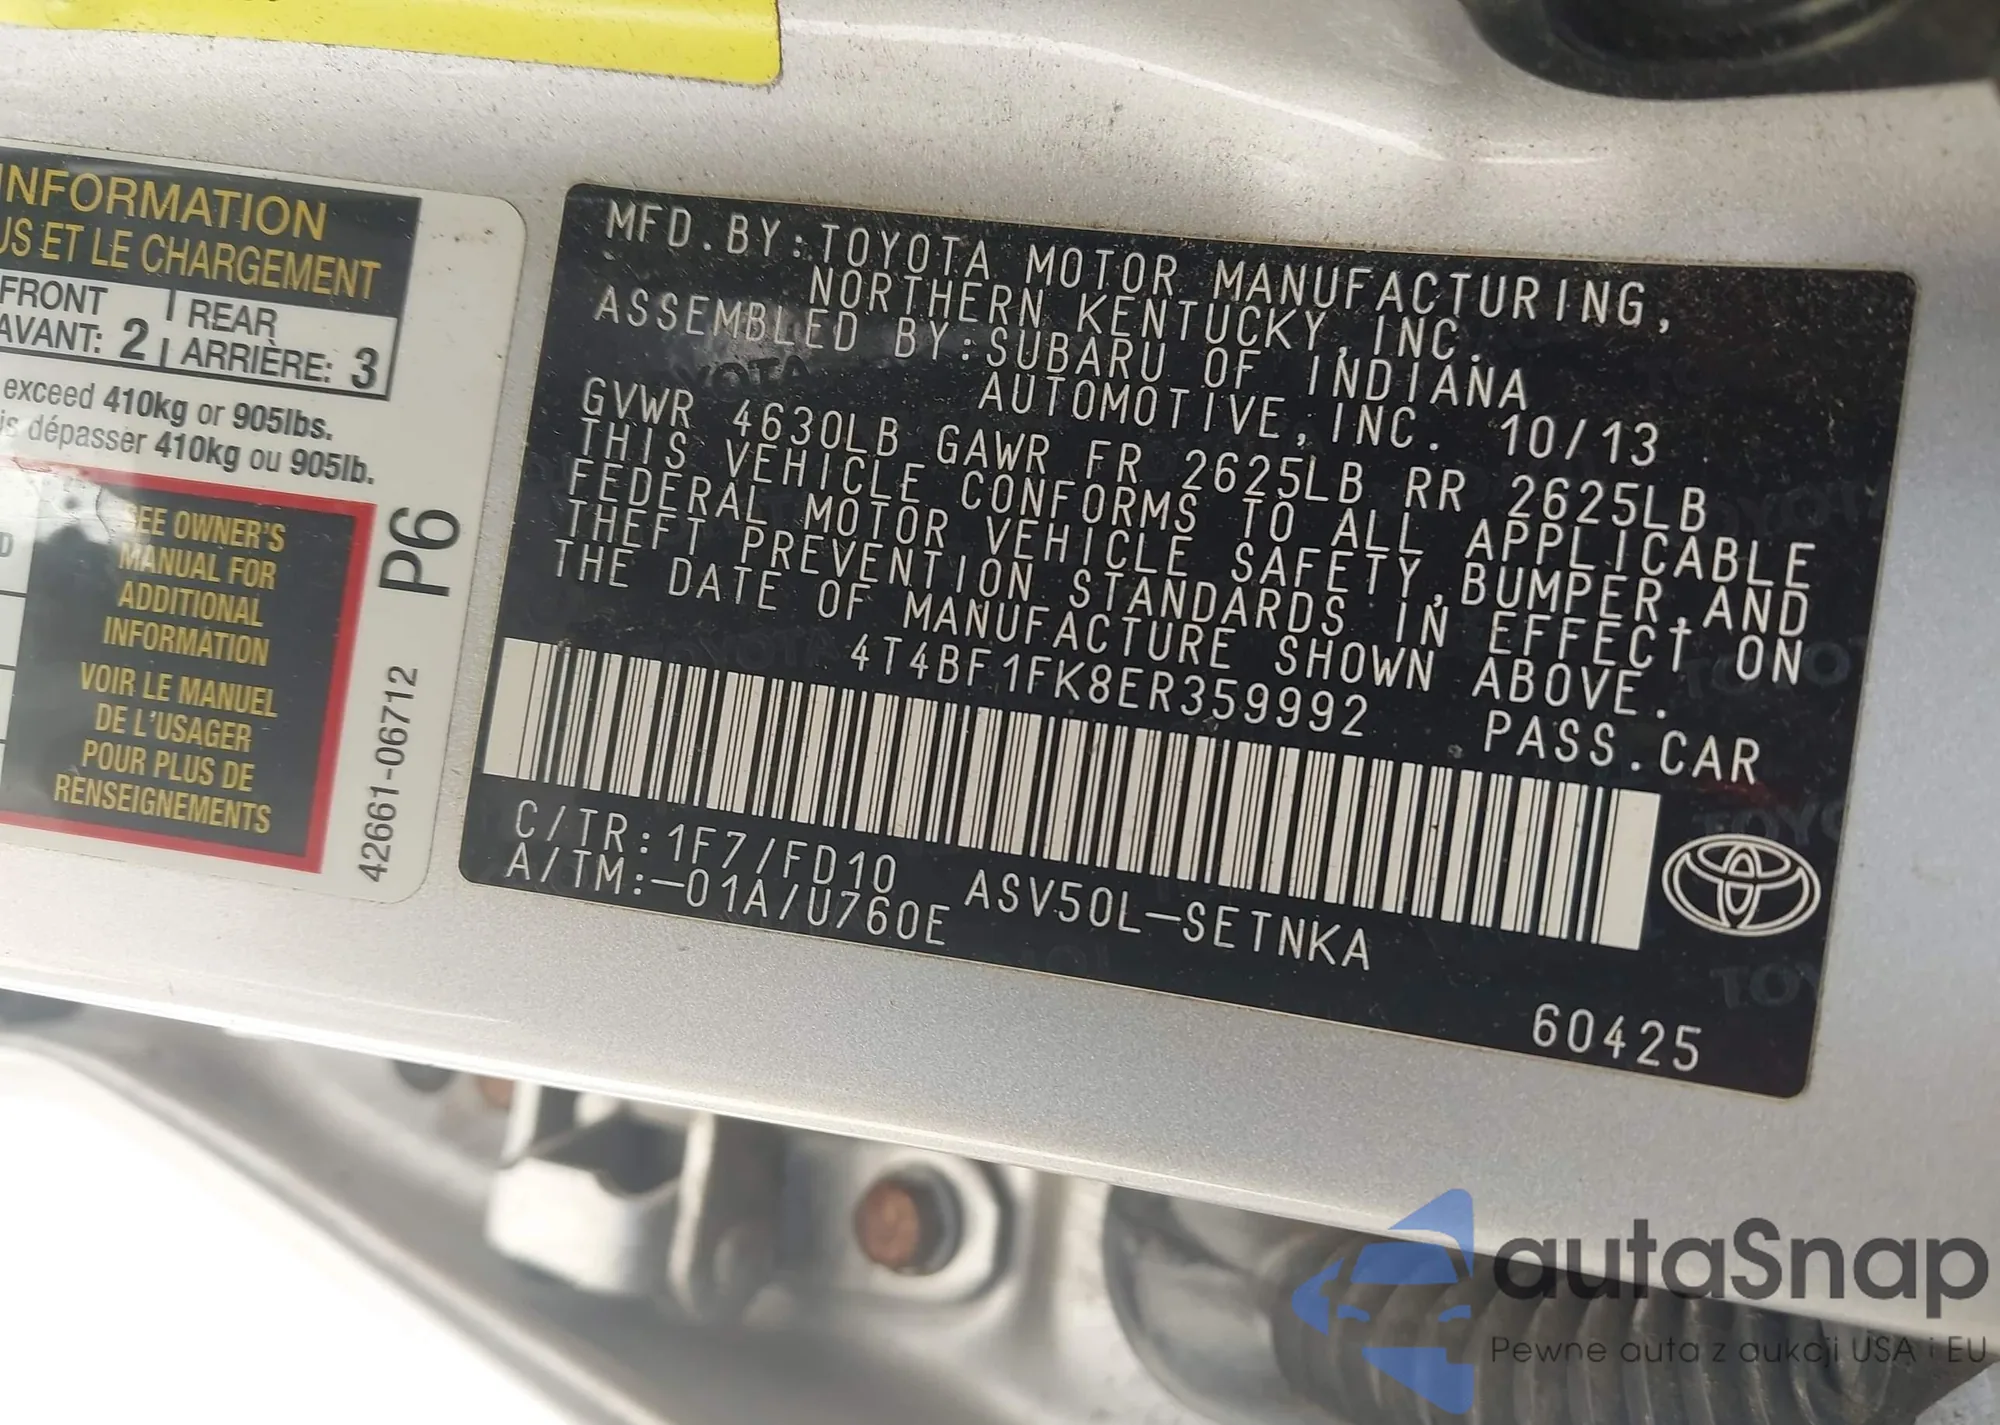 INFORMATION
US ET LE CHARGEMENT
FRONT | REAR
AVANT: 2 | ARRIÈRE: 3
exceed 410kg or 905lbs.
is dépasser 410kg ou 905lb.
SEE OWNER'S
MANUAL FOR
ADDITIONAL
INFORMATION
VOIR LE MANUEL
DE L'USAGER
POUR PLUS DE
RENSEIGNEMENTS
P6
42661-06712
MFD.BY:TOYOTA MOTOR MANUFACTURING,
NORTHERN KENTUCKY,INC.
ASSEMBLED BY:SUBARU OF INDIANA
AUTOMOTIVE,INC. 10/13
GVWR 4630LB GAWR FR 2625LB RR 2625LB
THIS VEHICLE CONFORMS TO ALL APPLICABLE
FEDERAL MOTOR VEHICLE SAFETY,BUMPER,AND
THEFT PREVENTION STANDARDS IN EFFECT ON
THE DATE OF MANUFACTURE SHOWN ABOVE.
4T4BF1FK8ER359992 PASS.CAR
C/TR:1F7/FD10 ASV50L-SETNKA
A/TM:-01A/U760E
60425
autaSnap
Pewne auta z aukcji USA i EU